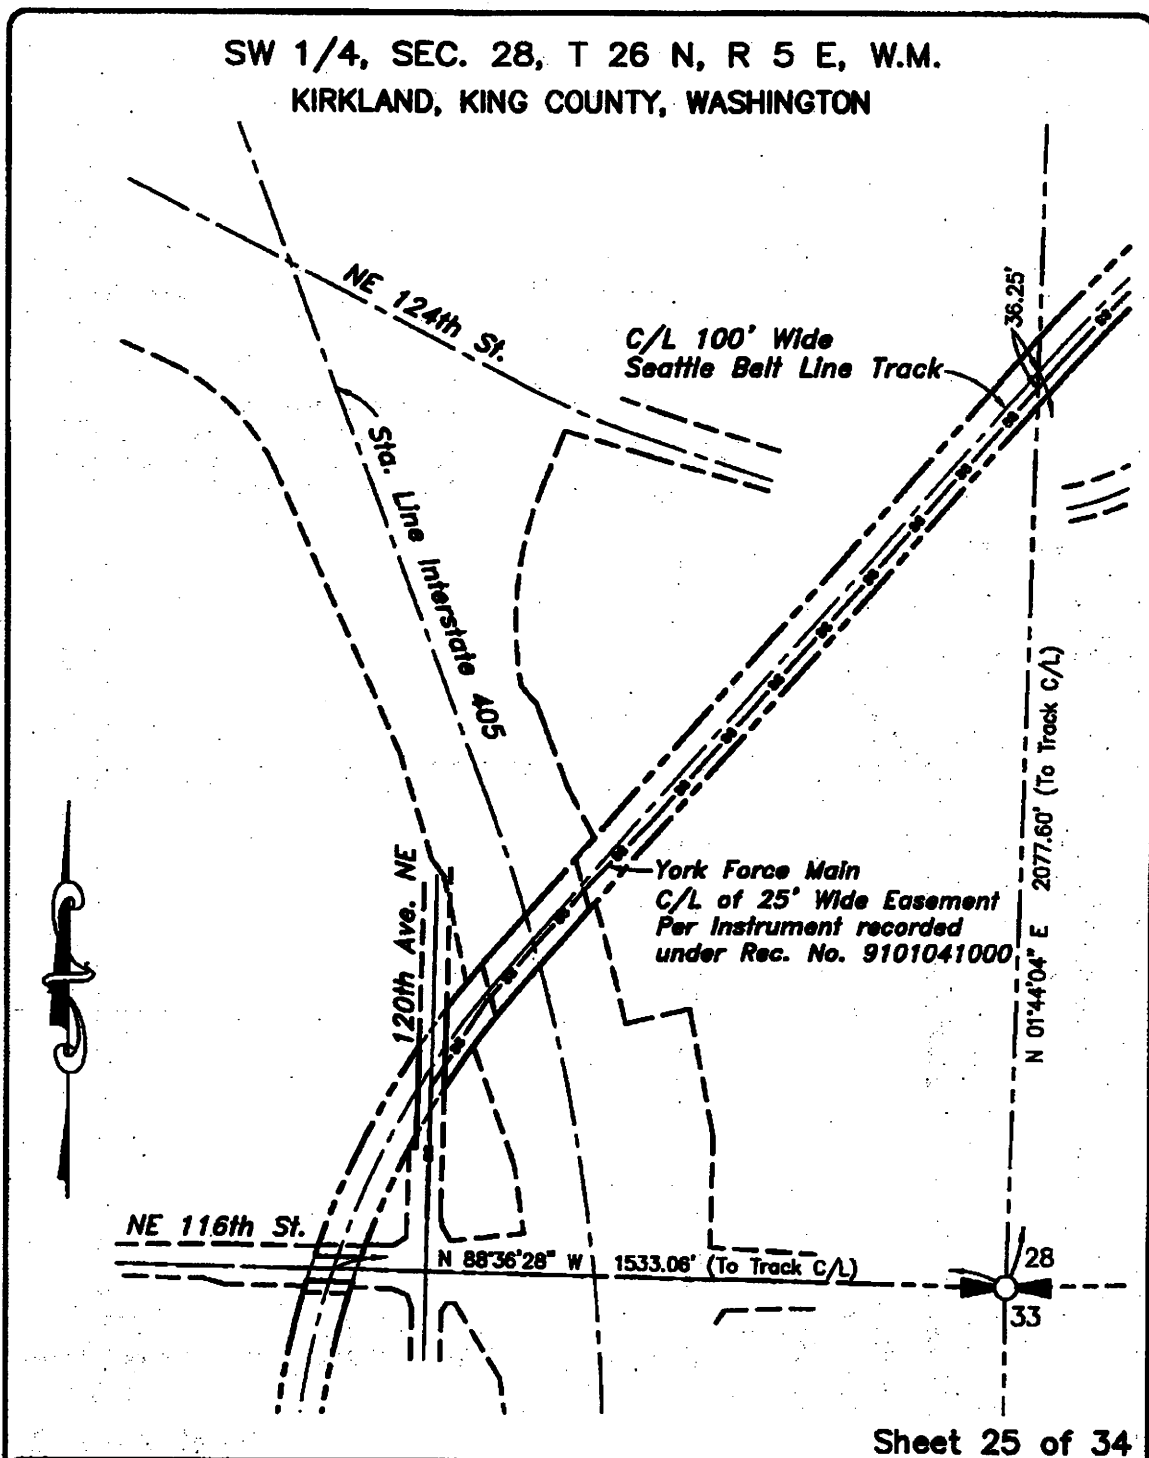 SW 1/4, SEC. 28, T 26 N, R 5 E, W.M.
KIRKLAND, KING COUNTY, WASHINGTON
NE 124th St.
36.25'
C/L 100' Wide
Seattle Belt Line Track
Sta. Line Interstate 405
N 01°44'04" E 2077.60' (To Track C/L)
120th Ave. NE
York Force Main
C/L of 25' Wide Easement
Per Instrument recorded
under Rec. No. 9101041000
NE 116th St.
N 88°36'28" W 1533.06' (To Track C/L)
28
33
Sheet 25 of 34